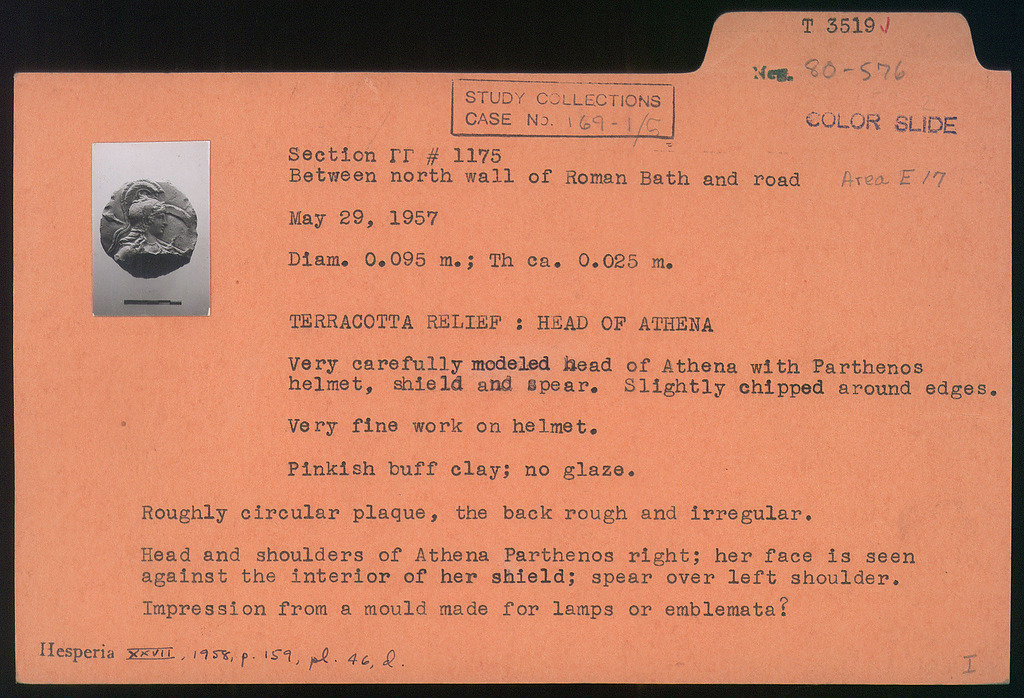 T 3519 ✓
Neg. 80-576
STUDY COLLECTIONS
CASE No. 169-1/5
COLOR SLIDE
Section ΓΓ # 1175
Between north wall of Roman Bath and road Area E 17
May 29, 1957
Diam. 0.095 m.; Th ca. 0.025 m.
TERRACOTTA RELIEF : HEAD OF ATHENA
Very carefully modeled head of Athena with Parthenos
helmet, shield and spear. Slightly chipped around edges.
Very fine work on helmet.
Pinkish buff clay; no glaze.
Roughly circular plaque, the back rough and irregular.
Head and shoulders of Athena Parthenos right; her face is seen
against the interior of her shield; spear over left shoulder.
Impression from a mould made for lamps or emblemata?
Hesperia XXVII, 1958, p. 159, pl. 46, d.
I